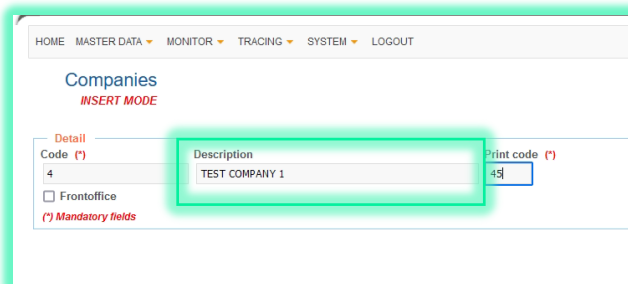 HOME MASTER DATA MONITOR TRACING SYSTEM LOGOUT
Companies
INSERT MODE
Detail
Code (*) Description Print code (*)
4 TEST COMPANY 1 45
Frontoffice
(*) Mandatory fields